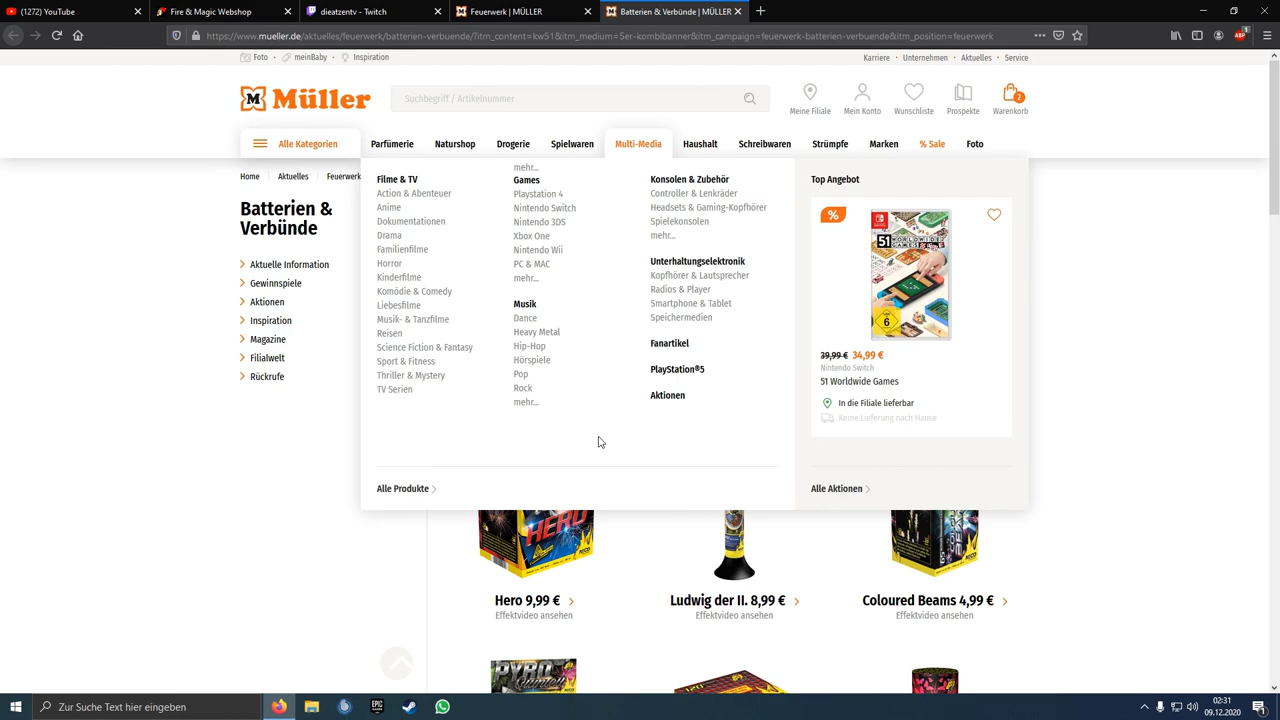 (1272) YouTube
Fire & Magic Webshop
dieatzentv - Twitch
Feuerwerk | MÜLLER
Batterien & Verbünde | MÜLLER
https://www.mueller.de/aktuelles/feuerwerk/batterien-verbuende/?itm_content=kw51&itm_medium=5er-kombibanner&itm_campaign=feuerwerk-batterien-verbuende&itm_position=feuerwerk
Foto · meinBaby · Inspiration
Karriere · Unternehmen · Aktuelles · Service
M Müller
Suchbegriff / Artikelnummer
Meine Filiale
Mein Konto
Wunschliste
Prospekte
2
Warenkorb
Alle Kategorien
Parfümerie
Naturshop
Drogerie
Spielwaren
Multi-Media
Haushalt
Schreibwaren
Strümpfe
Marken
% Sale
Foto
Home
Aktuelles
Feuerwerk
Batterien &
Verbünde
Aktuelle Information
Gewinnspiele
Aktionen
Inspiration
Magazine
Filialwelt
Rückrufe
Filme & TV
Action & Abenteuer
Anime
Dokumentationen
Drama
Familienfilme
Horror
Kinderfilme
Komödie & Comedy
Liebesfilme
Musik- & Tanzfilme
Reisen
Science Fiction & Fantasy
Sport & Fitness
Thriller & Mystery
TV Serien
mehr...
Games
Playstation 4
Nintendo Switch
Nintendo 3DS
Xbox One
Nintendo Wii
PC & MAC
mehr...
Musik
Dance
Heavy Metal
Hip-Hop
Hörspiele
Pop
Rock
mehr...
Konsolen & Zubehör
Controller & Lenkräder
Headsets & Gaming-Kopfhörer
Spielekonsolen
mehr...
Unterhaltungselektronik
Kopfhörer & Lautsprecher
Radios & Player
Smartphone & Tablet
Speichermedien
Fanartikel
PlayStation®5
Aktionen
Alle Produkte
Top Angebot
%
51 WORLDWIDE GAMES
6
39,99 € 34,99 €
Nintendo Switch
51 Worldwide Games
In die Filiale lieferbar
Keine Lieferung nach Hause
Alle Aktionen
HERO
NICO
Hero 9,99 €
Effektvideo ansehen
Ludwig der II. 8,99 €
Effektvideo ansehen
Coloured Beams 4,99 €
Effektvideo ansehen
PYRO
Zur Suche Text hier eingeben
EPIC GAMES
02:31
09.12.2020